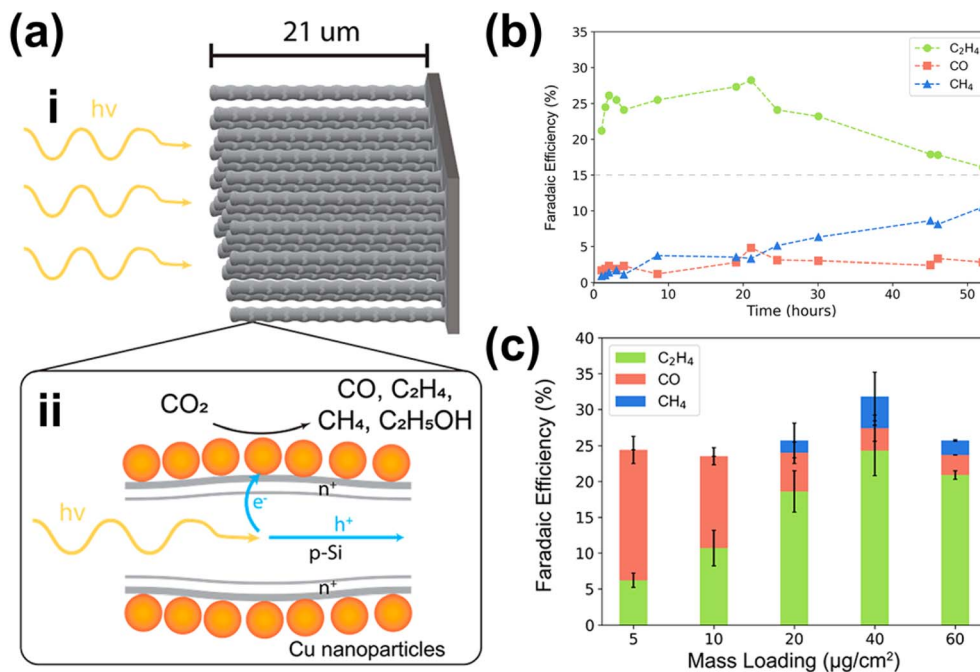 (a)
21 um
i
hν
ii
CO₂
CO, C₂H₄,
CH₄, C₂H₅OH
n⁺
e⁻
hν
h⁺
p-Si
n⁺
Cu nanoparticles
(b)
35
30
25
20
15
10
5
0
Faradaic Efficiency (%)
C₂H₄
CO
CH₄
0 10 20 30 40 50
Time (hours)
(c)
40
35
30
25
20
15
10
5
0
Faradaic Efficiency (%)
C₂H₄
CO
CH₄
5 10 20 40 60
Mass Loading (µg/cm²)